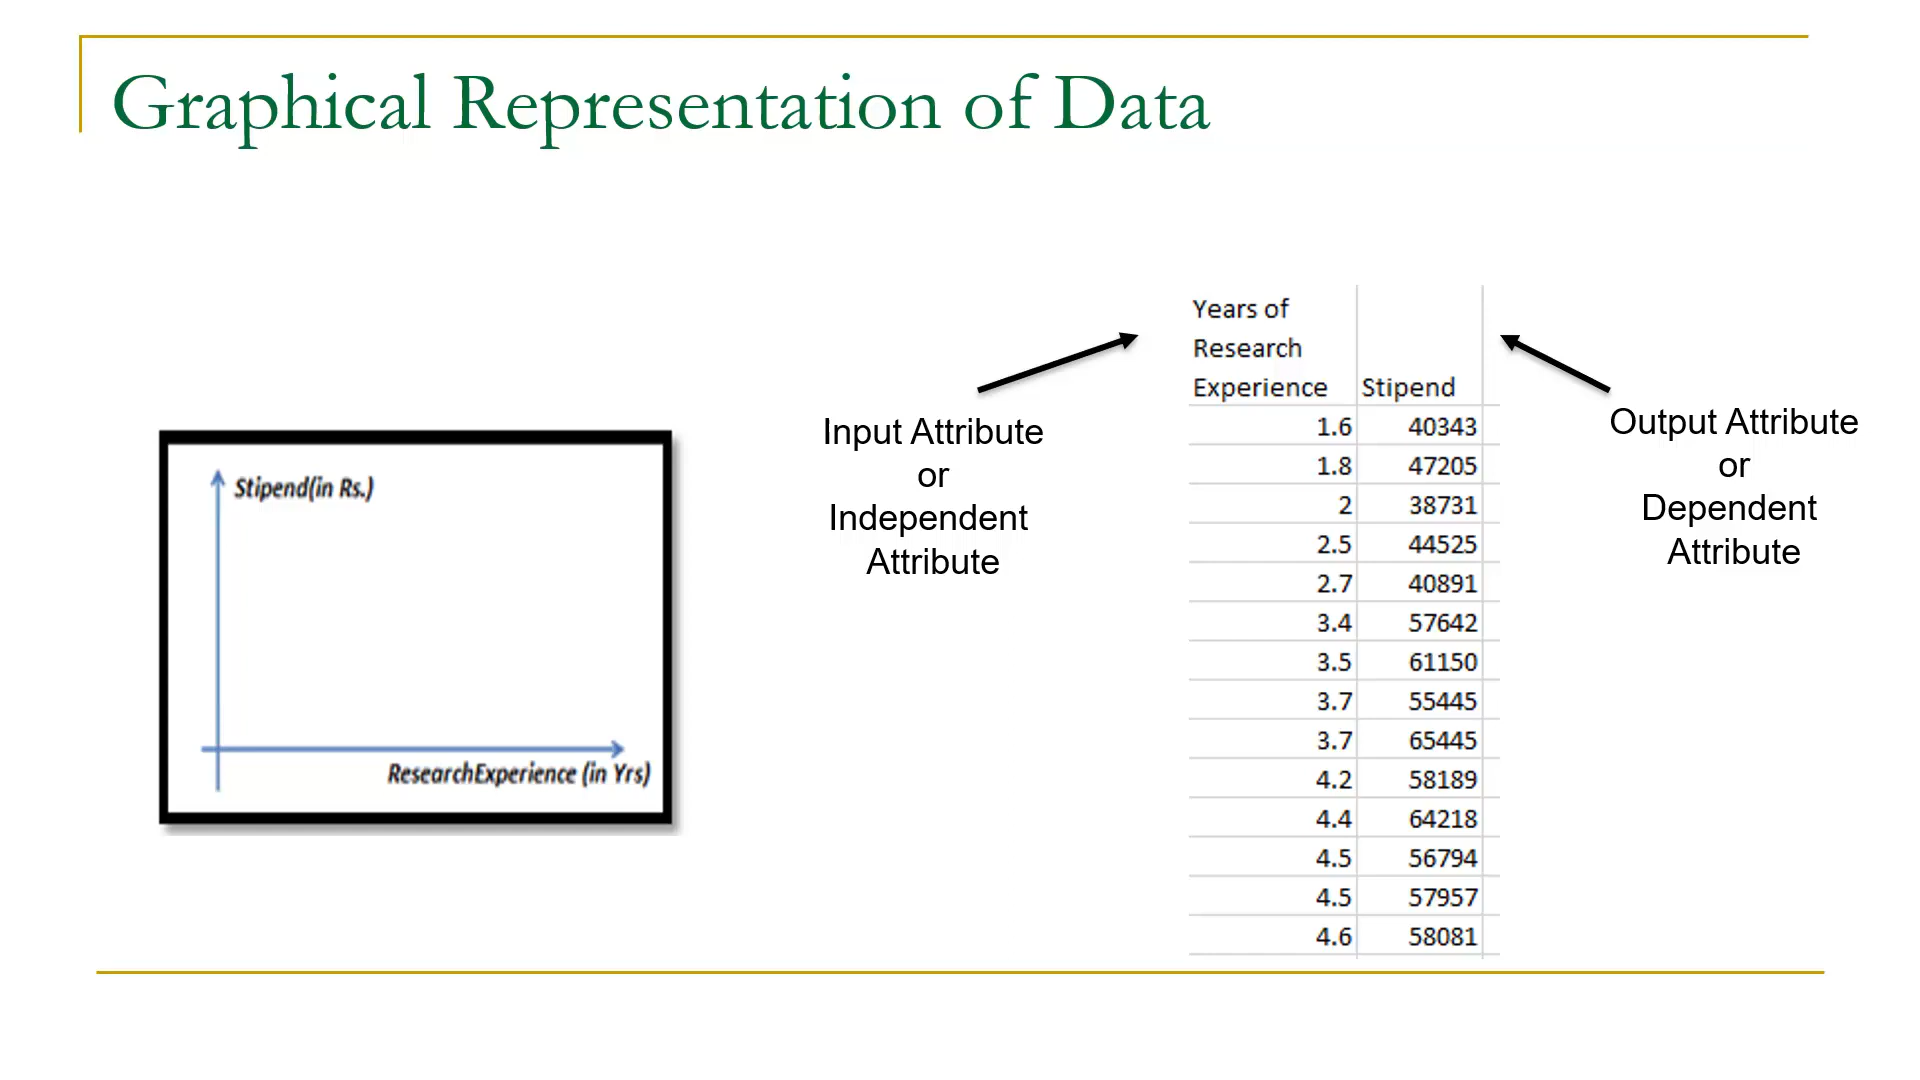 Graphical Representation of Data
Stipend(in Rs.)
ResearchExperience (in Yrs)
Input Attribute
or
Independent
Attribute
Years of
Research
Experience Stipend
1.6 40343
1.8 47205
2 38731
2.5 44525
2.7 40891
3.4 57642
3.5 61150
3.7 55445
3.7 65445
4.2 58189
4.4 64218
4.5 56794
4.5 57957
4.6 58081
Output Attribute
or
Dependent
Attribute